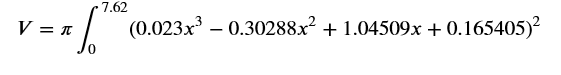 V = π ∫₀^7.62 (0.023x³ − 0.30288x² + 1.04509x + 0.165405)²